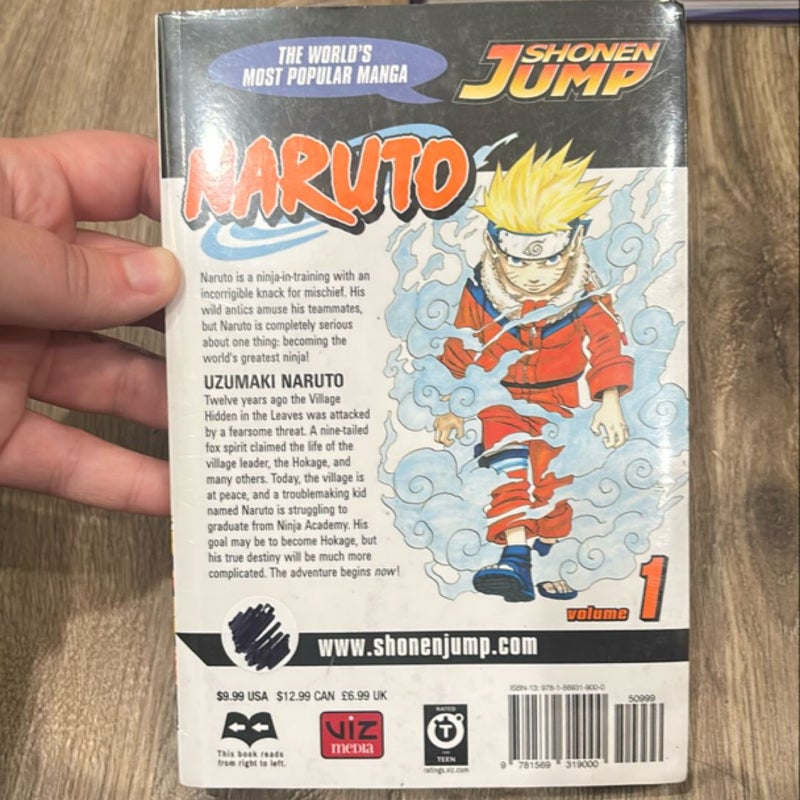 THE WORLD'S
MOST POPULAR MANGA
SHONEN
JUMP
NARUTO
Naruto is a ninja-in-training with an
incorrigible knack for mischief. His
wild antics amuse his teammates,
but Naruto is completely serious
about one thing: becoming the
world's greatest ninja!
UZUMAKI NARUTO
Twelve years ago the Village
Hidden in the Leaves was attacked
by a fearsome threat. A nine-tailed
fox spirit claimed the life of the
village leader, the Hokage, and
many others. Today, the village is
at peace, and a troublemaking kid
named Naruto is struggling to
graduate from Ninja Academy. His
goal may be to become Hokage, but
his true destiny will be much more
complicated. The adventure begins now!
volume 1
www.shonenjump.com
$9.99 USA $12.99 CAN £6.99 UK
This book reads
from right to left.
VIZ
media
RATED
T
FOR
TEEN
ratings.viz.com
ISBN-13: 978-1-56931-900-0
50999
9 781569 319000